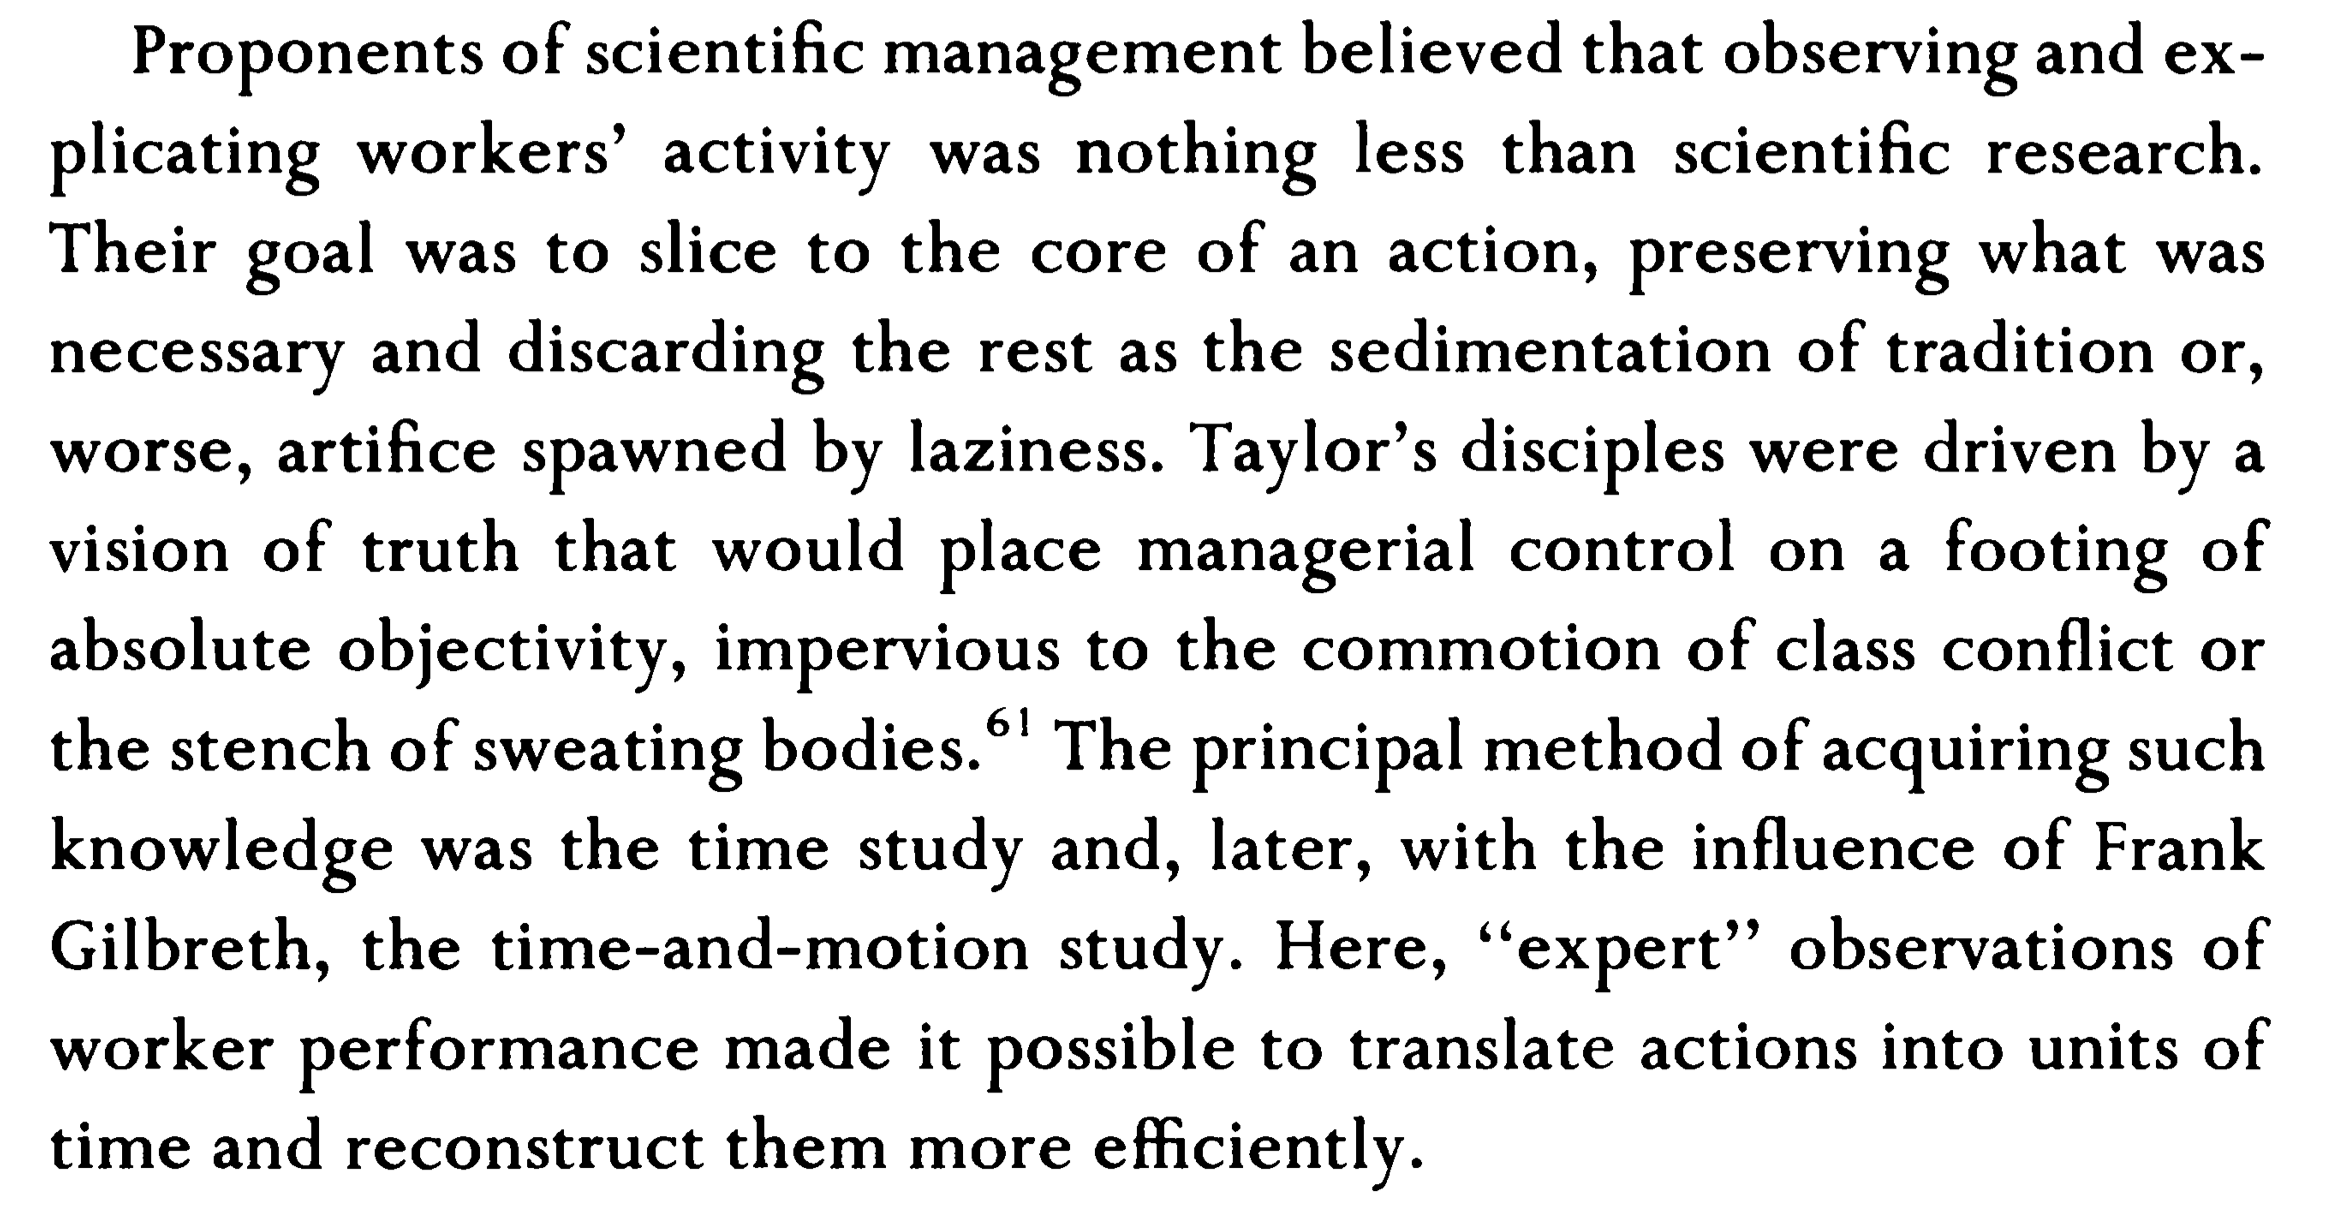 Proponents of scientific management believed that observing and ex-
plicating workers’ activity was nothing less than scientific research.
Their goal was to slice to the core of an action, preserving what was
necessary and discarding the rest as the sedimentation of tradition or,
worse, artifice spawned by laziness. Taylor’s disciples were driven by a
vision of truth that would place managerial control on a footing of
absolute objectivity, impervious to the commotion of class conflict or
the stench of sweating bodies.⁶¹ The principal method of acquiring such
knowledge was the time study and, later, with the influence of Frank
Gilbreth, the time-and-motion study. Here, “expert” observations of
worker performance made it possible to translate actions into units of
time and reconstruct them more efficiently.